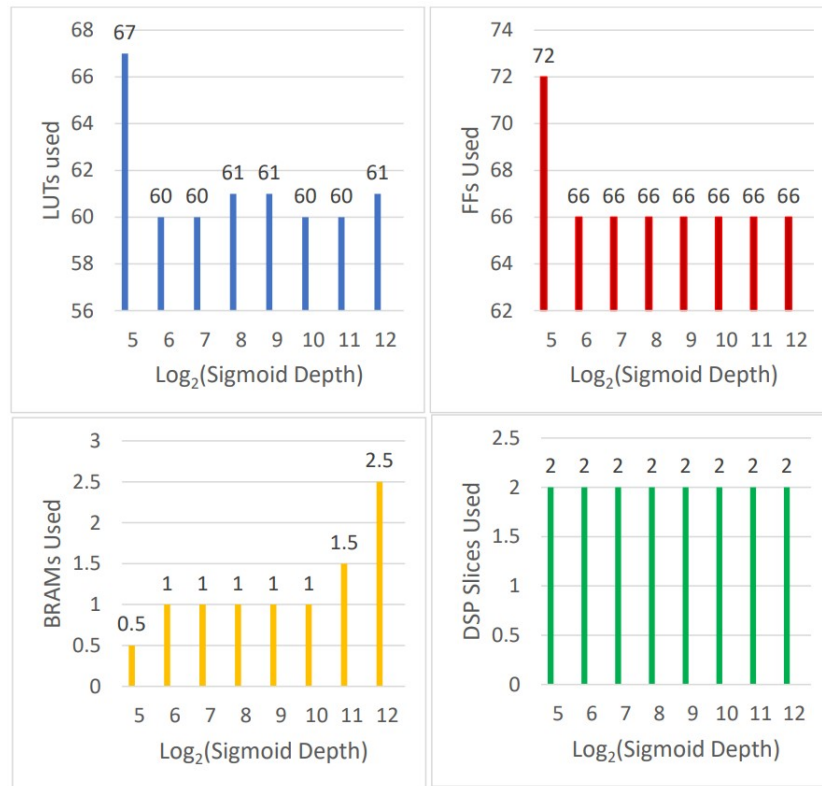 68
66
64
62
60
58
56
LUTs used
67
60
60
61
61
60
60
61
5 6 7 8 9 10 11 12
Log₂(Sigmoid Depth)
74
72
70
68
66
64
62
FFs Used
72
66 66 66 66 66 66 66
5 6 7 8 9 10 11 12
Log₂(Sigmoid Depth)
3
2.5
2
1.5
1
0.5
0
BRAMs Used
0.5
1 1 1 1 1
1.5
2.5
5 6 7 8 9 10 11 12
Log₂(Sigmoid Depth)
2.5
2
1.5
1
0.5
0
DSP Slices Used
2 2 2 2 2 2 2 2
5 6 7 8 9 10 11 12
Log₂(Sigmoid Depth)